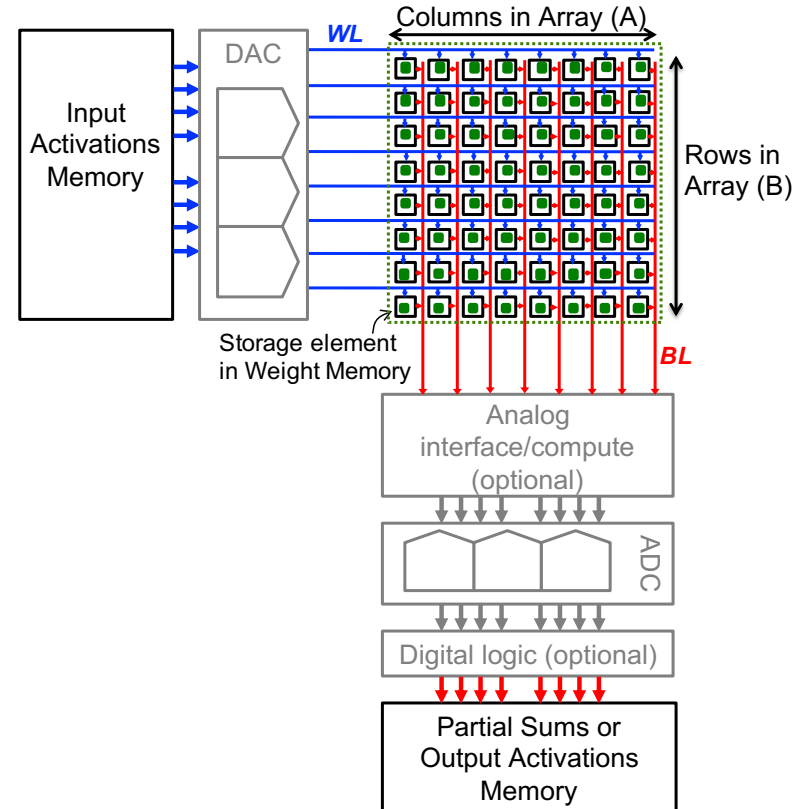 Columns in Array (A)
WL
DAC
Input
Activations
Memory
Rows in
Array (B)
Storage element
in Weight Memory
BL
Analog
interface/compute
(optional)
ADC
Digital logic (optional)
Partial Sums or
Output Activations
Memory